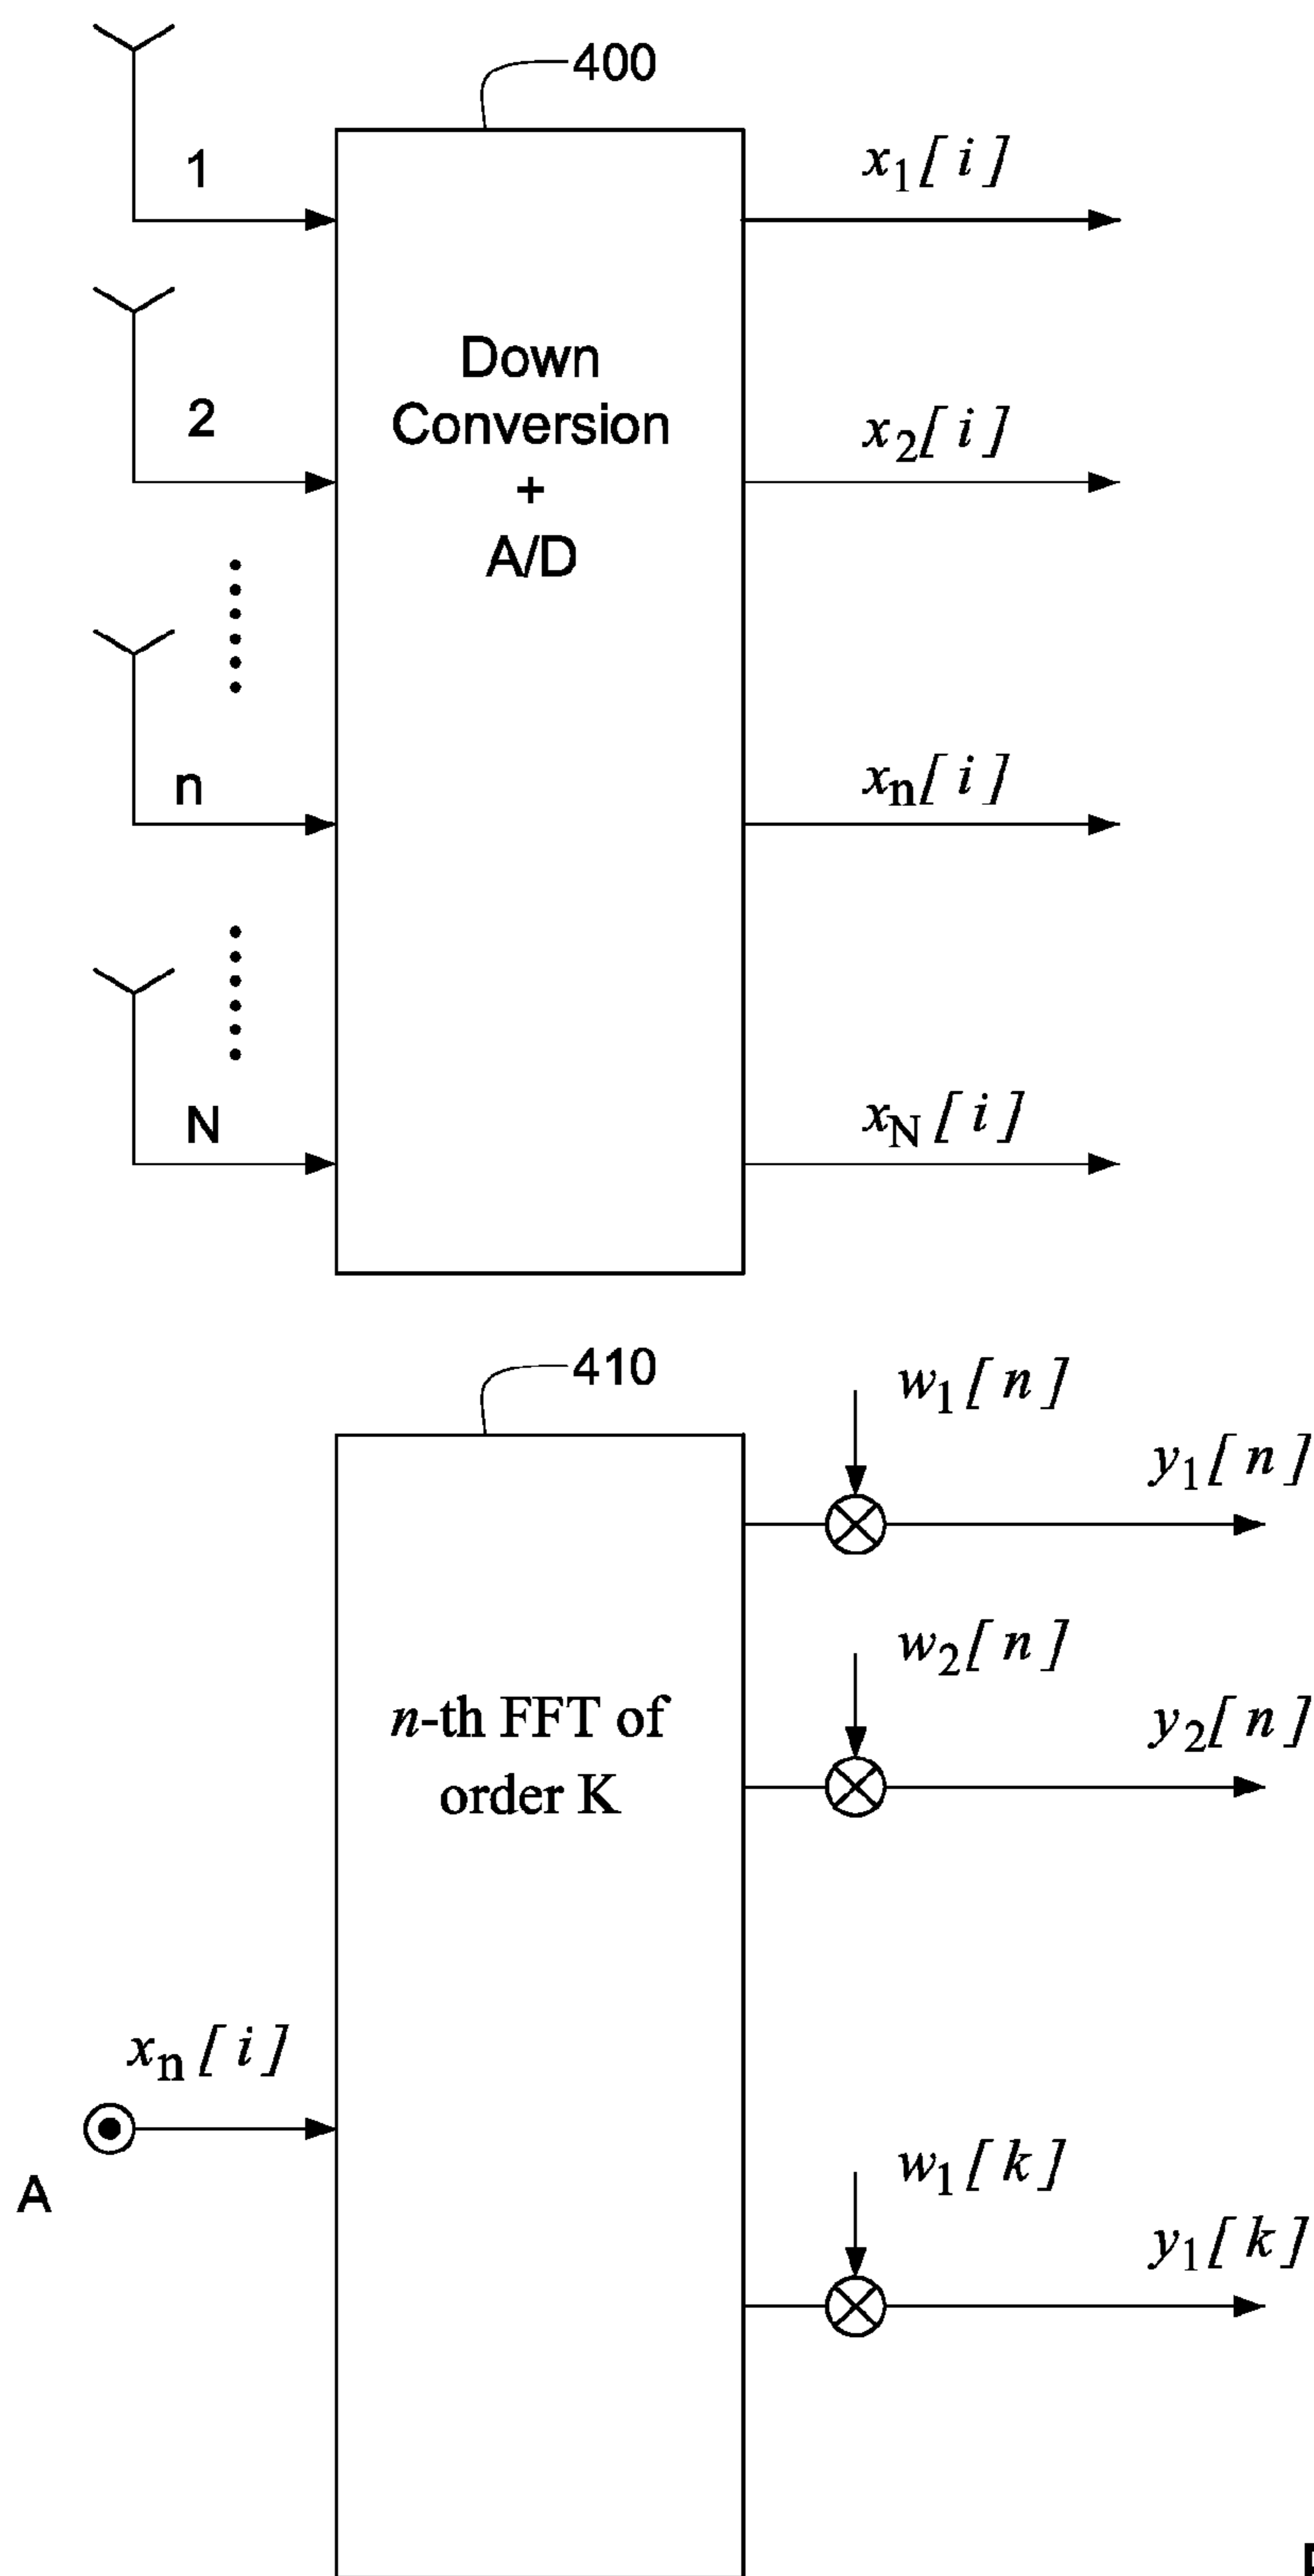 400
1
x1[ i ]
2
x2[ i ]
Down
Conversion
+
A/D
n
xn[ i ]
N
xN[ i ]
410
w1[ n ]
y1[ n ]
w2[ n ]
y2[ n ]
n-th FFT of
order K
xn[ i ]
A
w1[ k ]
y1[ k ]